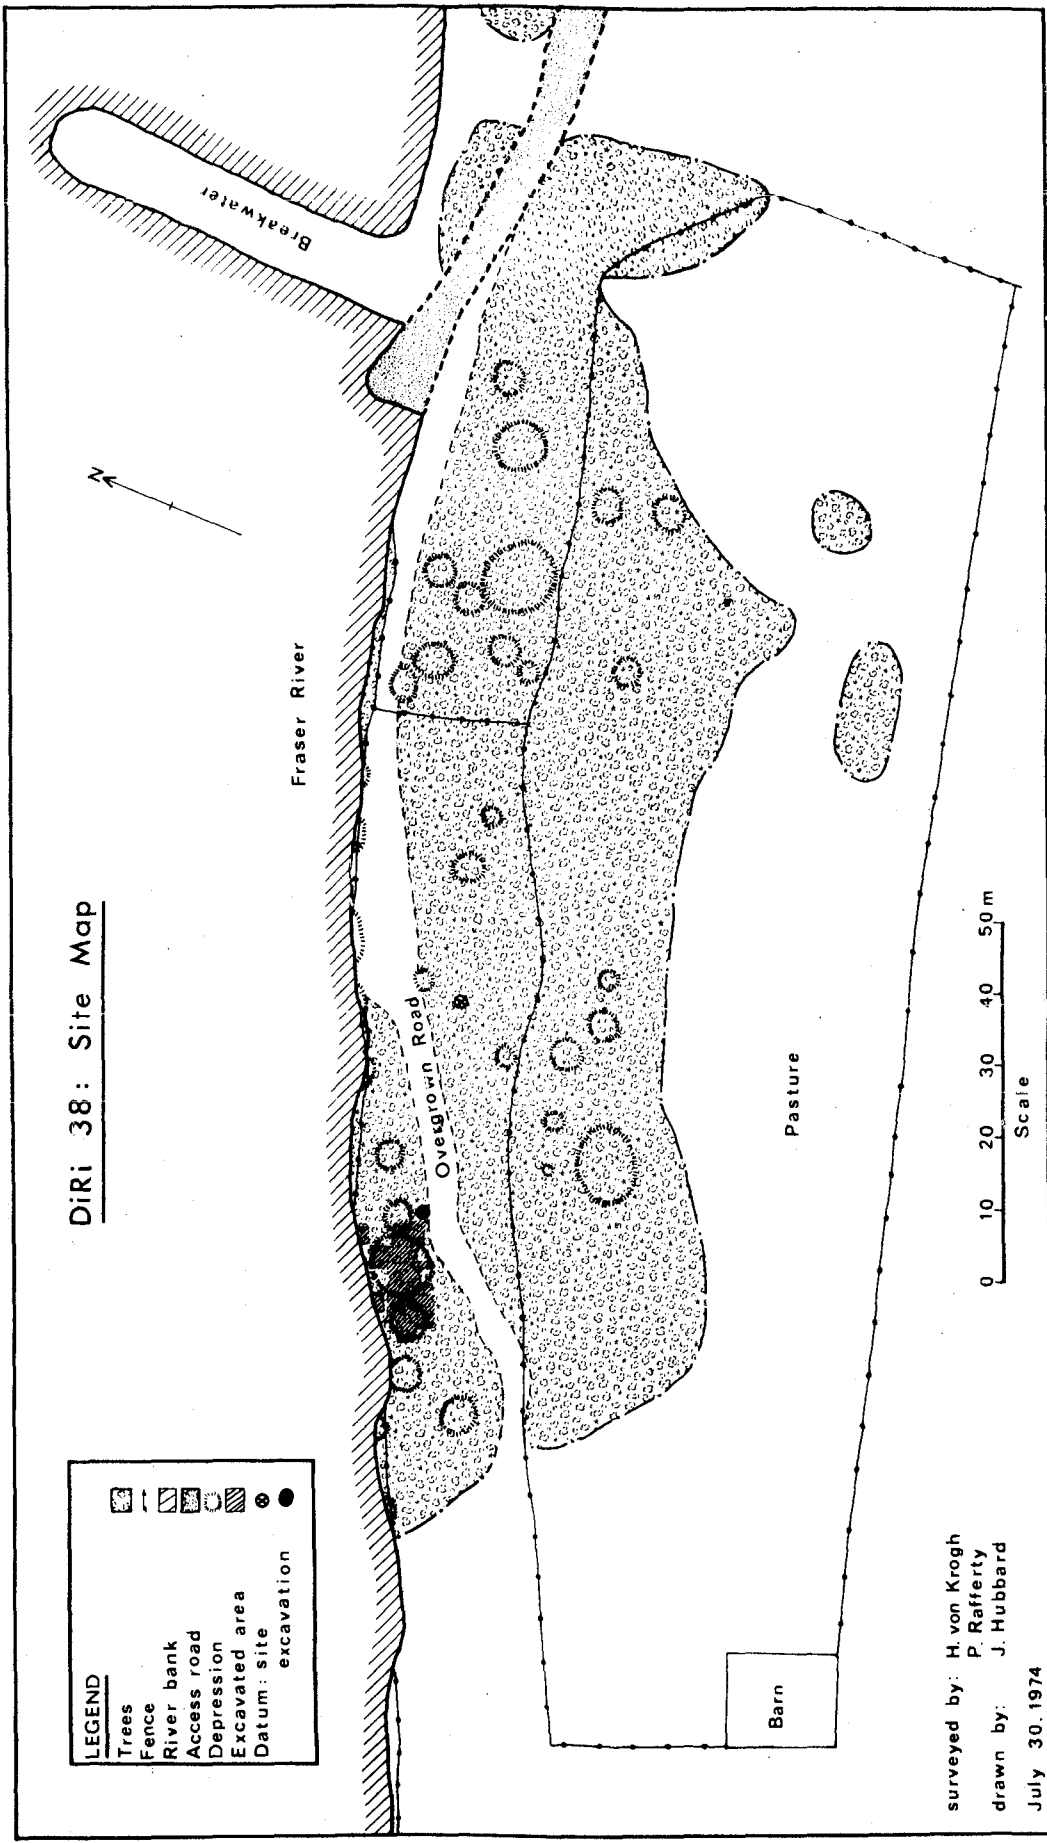 DiRi 38: Site Map
LEGEND
Trees
Fence
River bank
Access road
Depression
Excavated area
Datum: site
excavation
N
Fraser River
Breakwater
Overgrown Road
Pasture
Barn
0 10 20 30 40 50m
Scale
surveyed by: H. von Krogh
P. Rafferty
drawn by: J. Hubbard
July 30. 1974